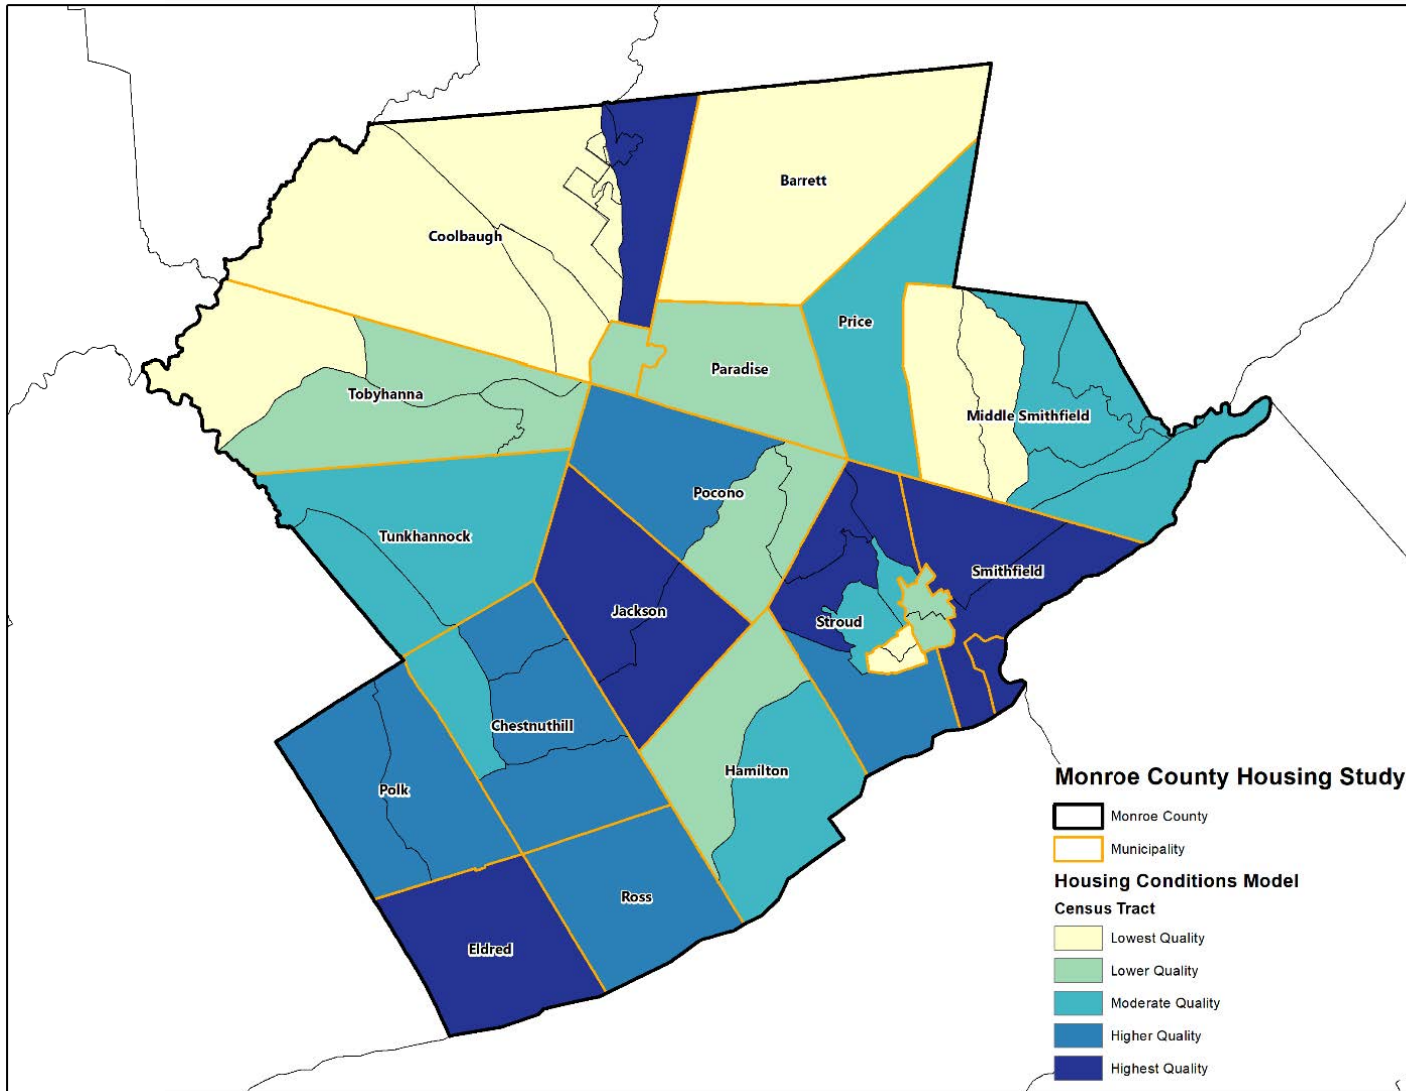 Barrett
Coolbaugh
Price
Paradise
Tobyhanna
Middle Smithfield
Pocono
Tunkhannock
Smithfield
Jackson
Stroud
Chestnuthill
Hamilton
Polk
Ross
Eldred
Monroe County Housing Study
Monroe County
Municipality
Housing Conditions Model
Census Tract
Lowest Quality
Lower Quality
Moderate Quality
Higher Quality
Highest Quality